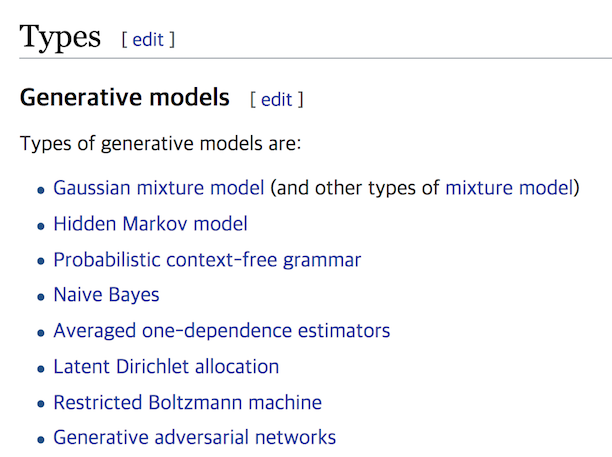 Types [ edit ]
Generative models [ edit ]
Types of generative models are:
• Gaussian mixture model (and other types of mixture model)
• Hidden Markov model
• Probabilistic context-free grammar
• Naive Bayes
• Averaged one-dependence estimators
• Latent Dirichlet allocation
• Restricted Boltzmann machine
• Generative adversarial networks